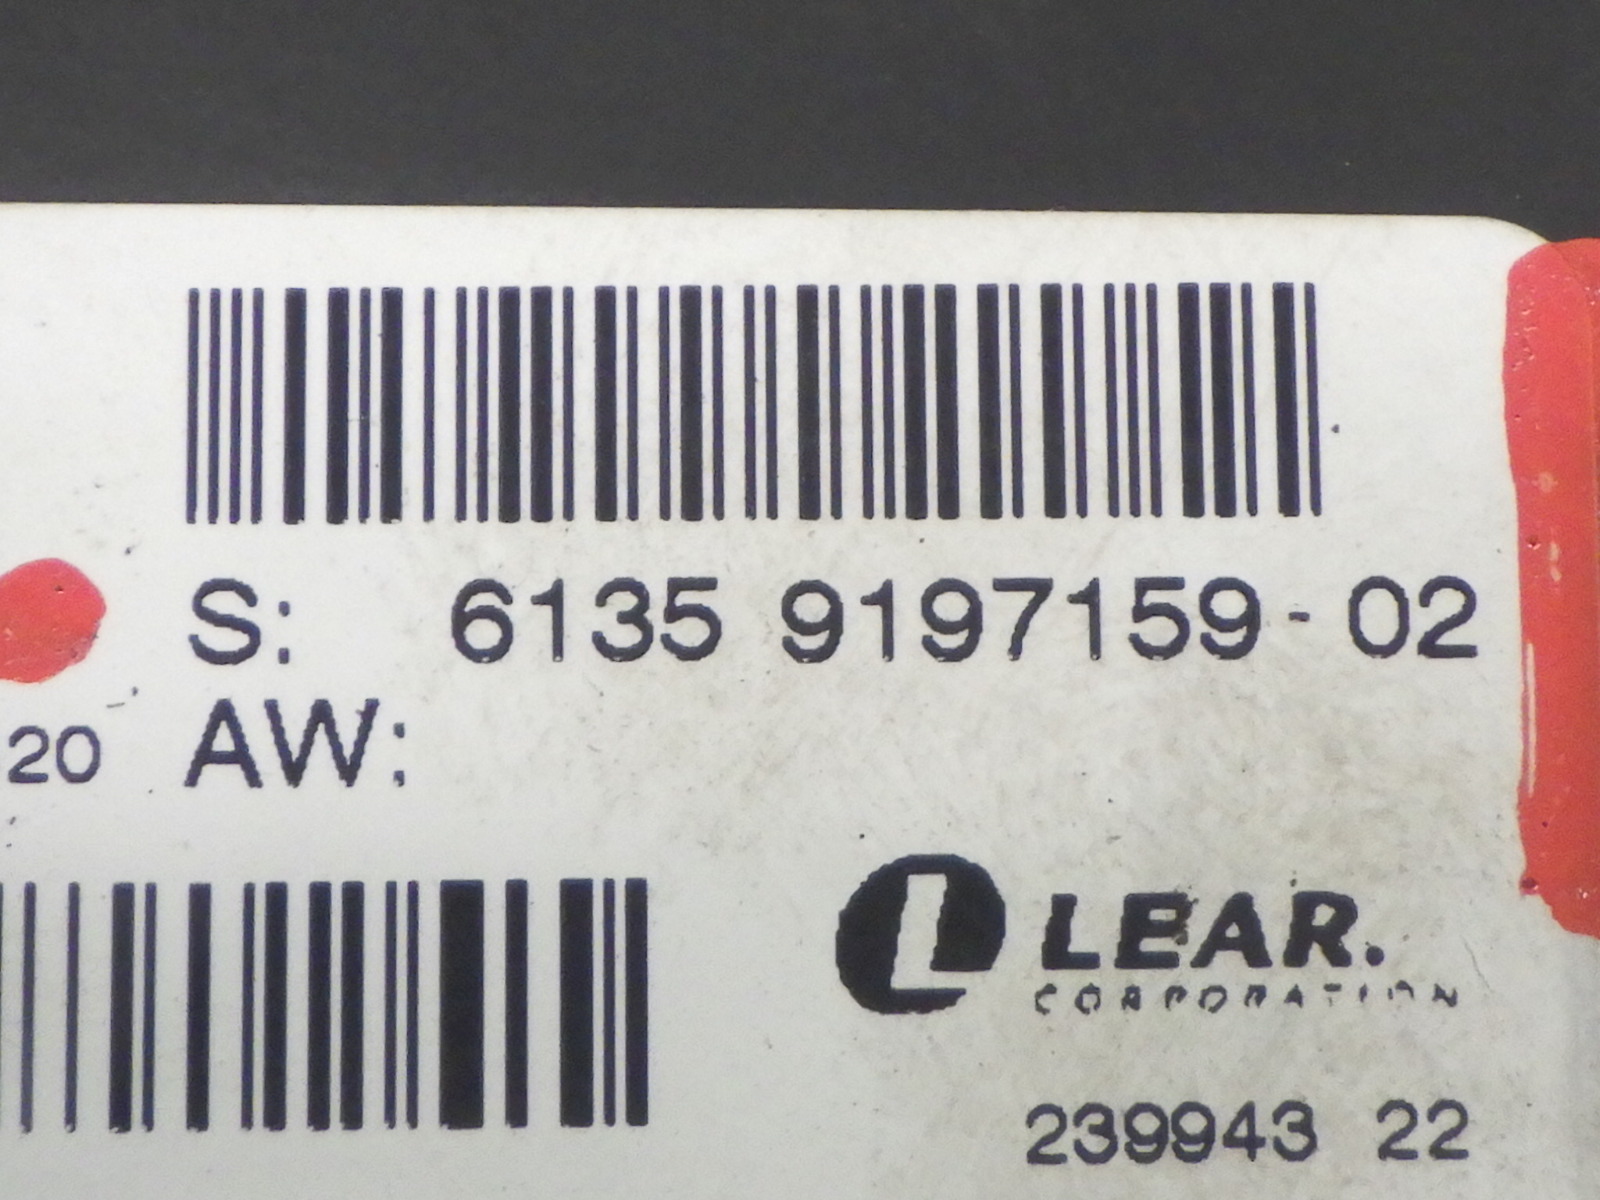 S: 6135 9197159-02
20 AW:
LEAR.
CORPORATION
239943 22